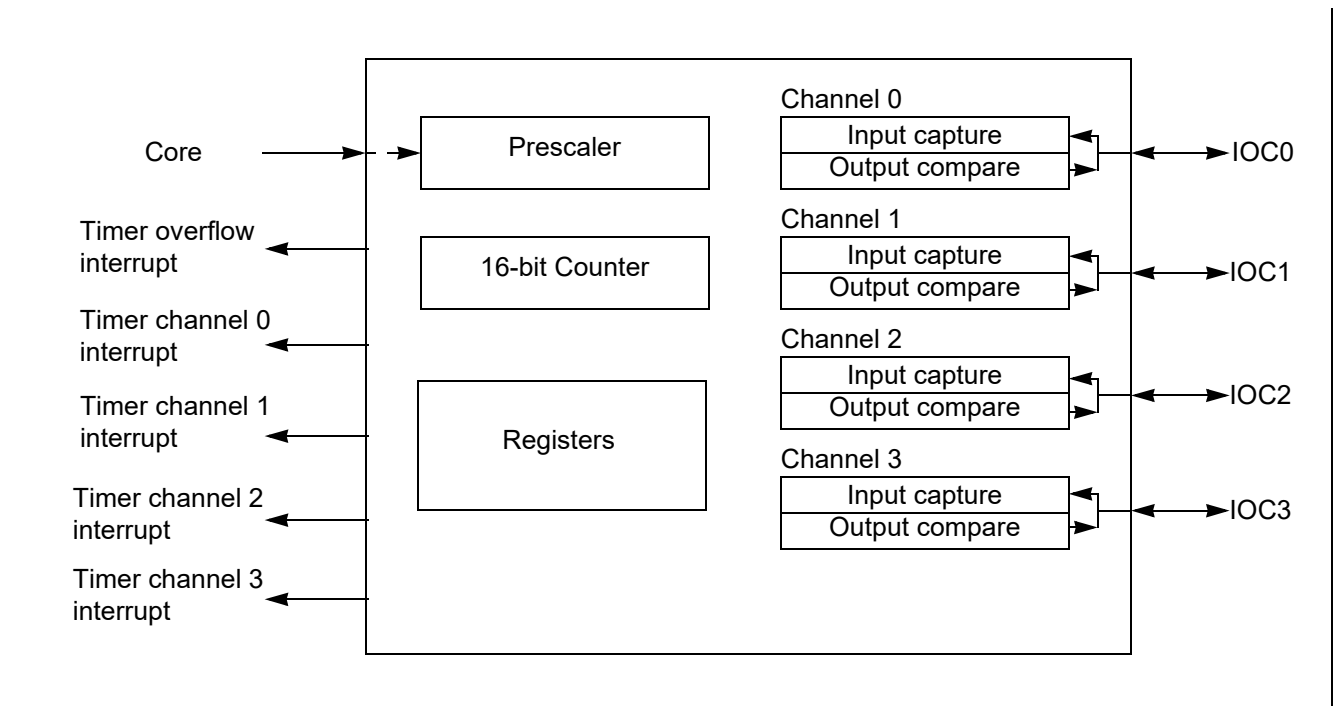 Core
Timer overflow
interrupt
Timer channel 0
interrupt
Timer channel 1
interrupt
Timer channel 2
interrupt
Timer channel 3
interrupt
Prescaler
16-bit Counter
Registers
Channel 0
Input capture
Output compare
Channel 1
Input capture
Output compare
Channel 2
Input capture
Output compare
Channel 3
Input capture
Output compare
IOC0
IOC1
IOC2
IOC3